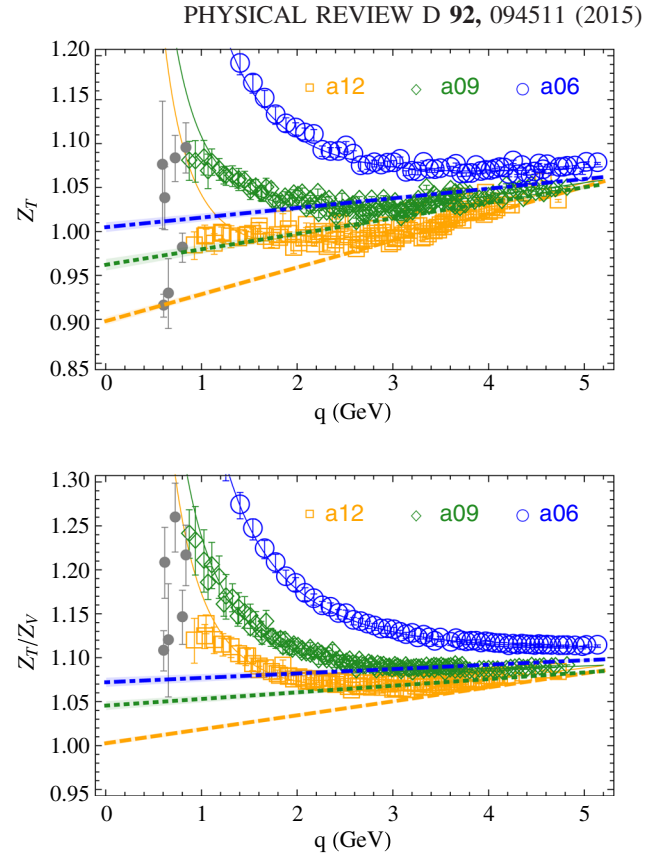 PHYSICAL REVIEW D 92, 094511 (2015)
1.20
a12 a09 a06
1.15
1.10
Z_T
1.05
1.00
0.95
0.90
0.85
0 1 2 3 4 5
q (GeV)
1.30
a12 a09 a06
1.25
1.20
Z_T/Z_V
1.15
1.10
1.05
1.00
0.95
0 1 2 3 4 5
q (GeV)